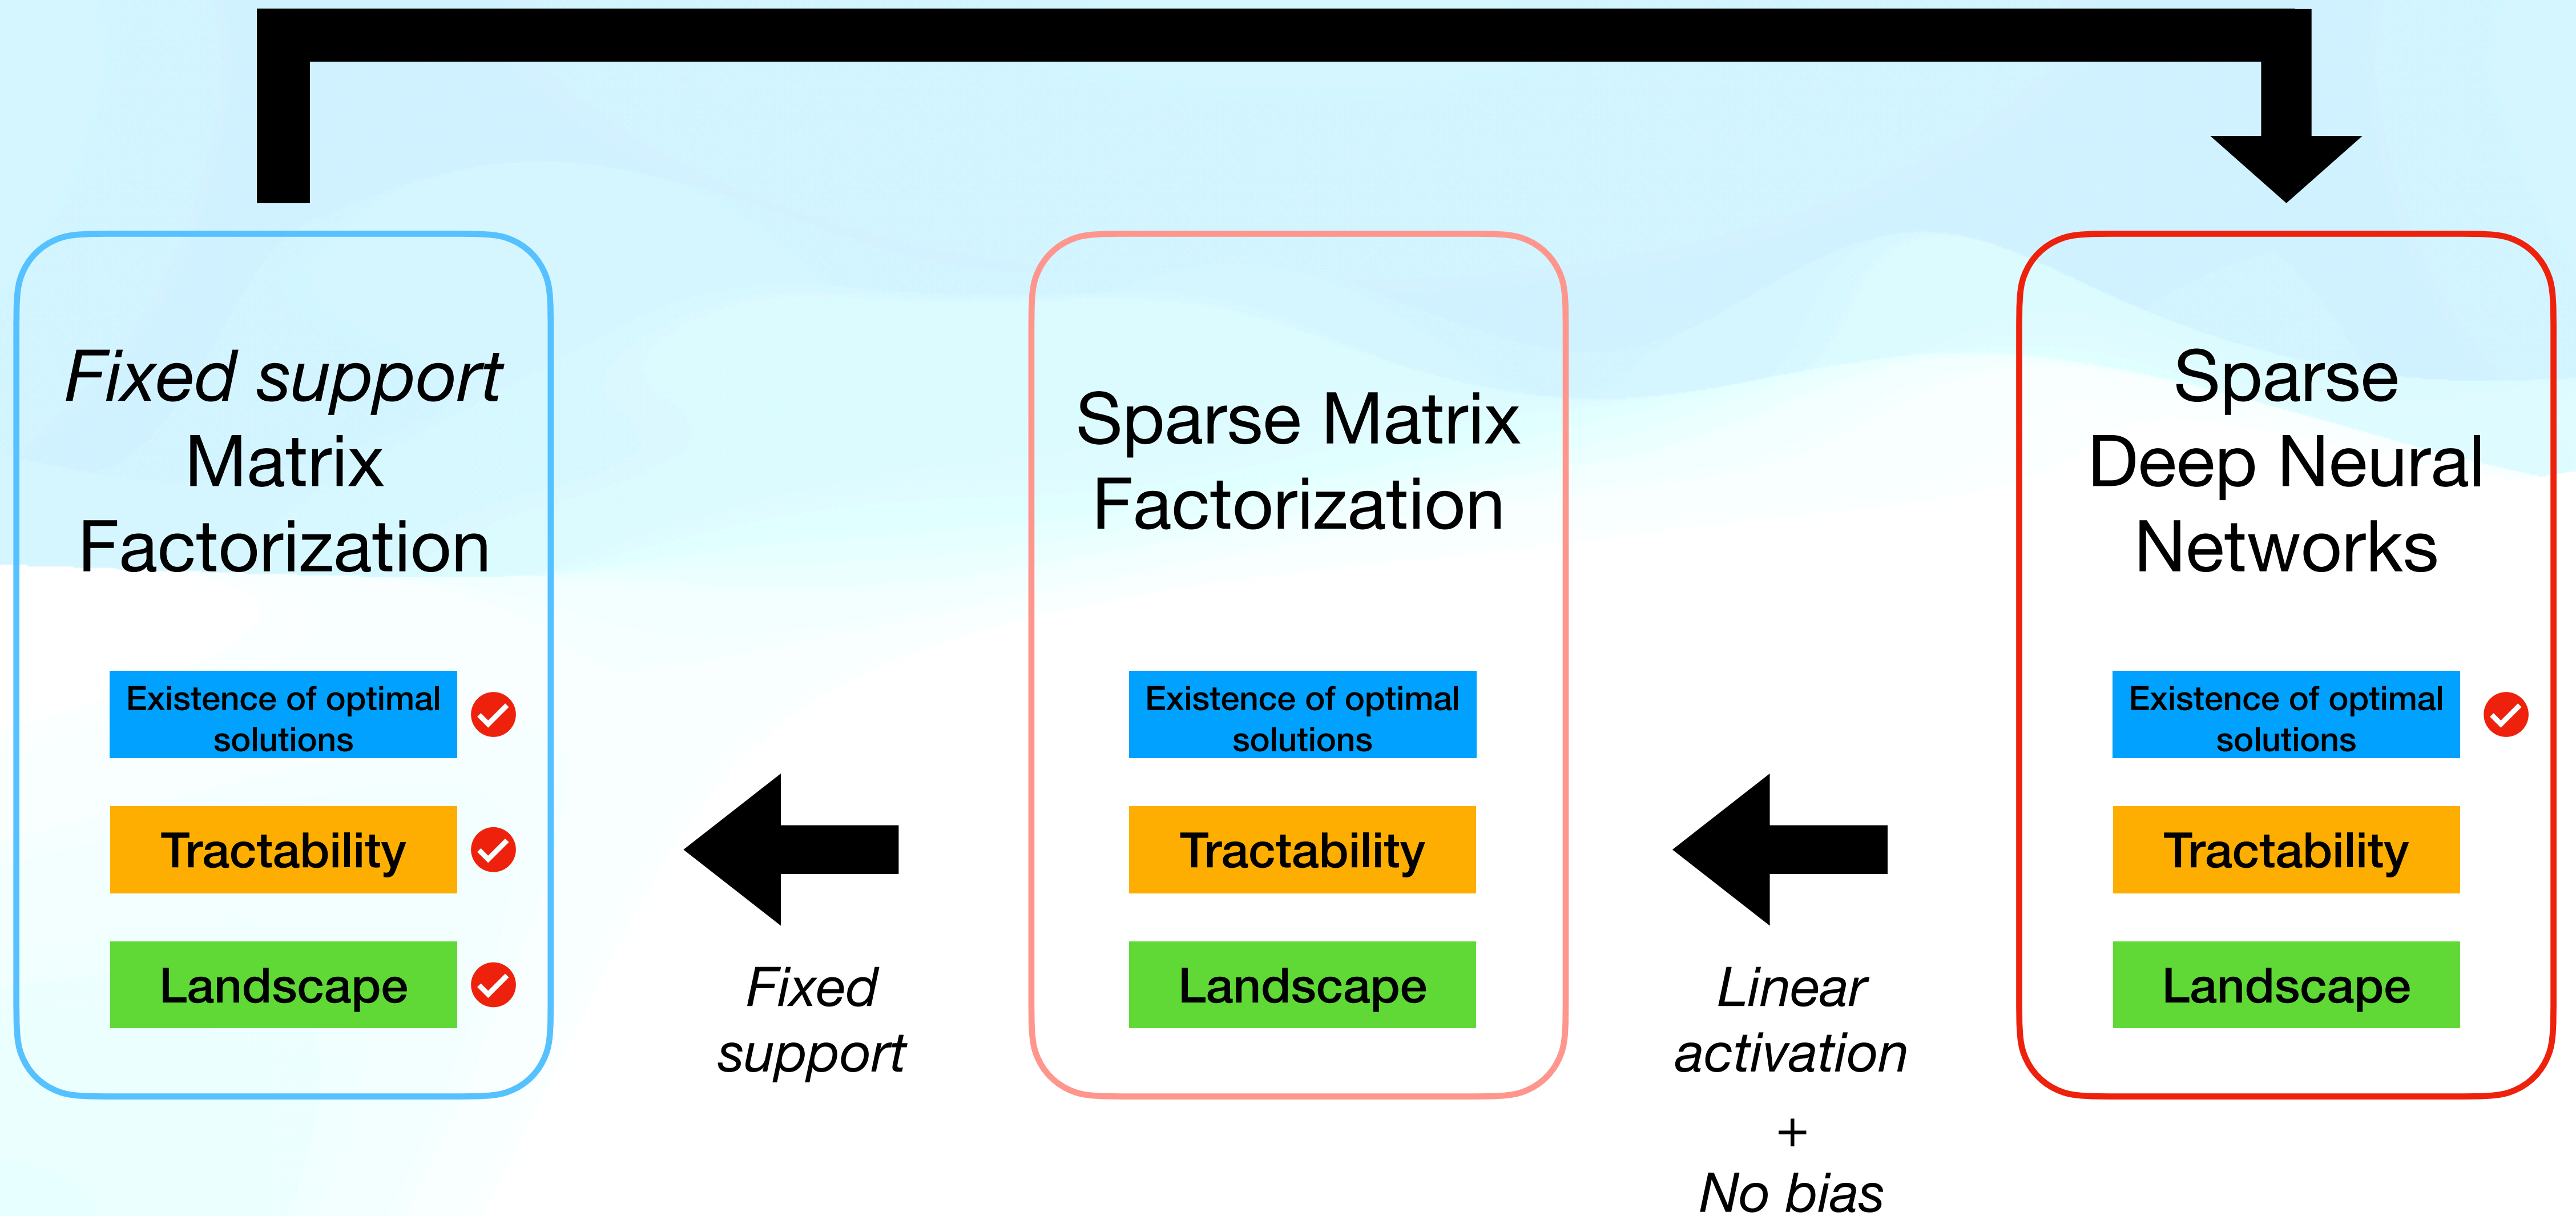 Fixed support
Matrix
Factorization
Existence of optimal
solutions
Tractability
Landscape
Fixed
support
Sparse Matrix
Factorization
Existence of optimal
solutions
Tractability
Landscape
Linear
activation
+
No bias
Sparse
Deep Neural
Networks
Existence of optimal
solutions
Tractability
Landscape